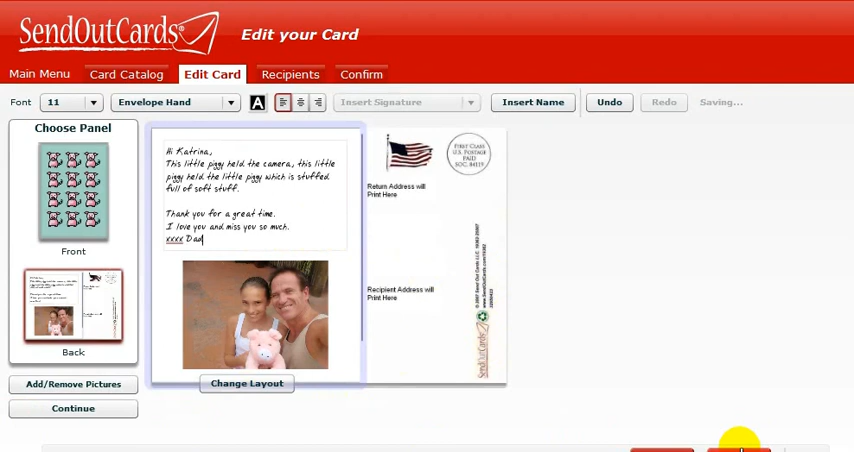 SendOutCards® Edit your Card
Main Menu Card Catalog Edit Card Recipients Confirm
Font 11 Envelope Hand A Insert Signature Insert Name Undo Redo Saving...
Choose Panel
Front
Back
Add/Remove Pictures
Continue
Hi Katrina,
This little piggy held the camera, this little
piggy held the little piggy which is stuffed
full of soft stuff.
Thank you for a great time.
I love you and miss you so much.
xxxx Dad
Change Layout
FIRST CLASS
U.S. POSTAGE
PAID
SOC, 84119
Return Address will
Print Here
Recipient Address will
Print Here
SendOutCards